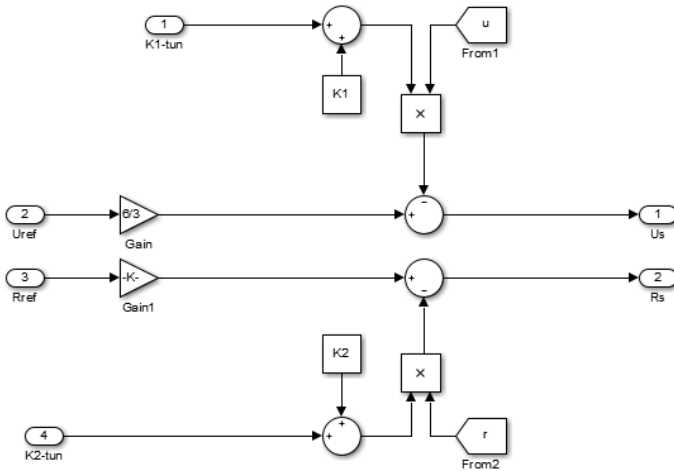 1
K1-tun
+
+
u
From1
K1
×
2
Uref
6/3
Gain
−
+
1
Us
3
Rref
-K-
Gain1
+
−
2
Rs
K2
×
4
K2-tun
+
+
r
From2